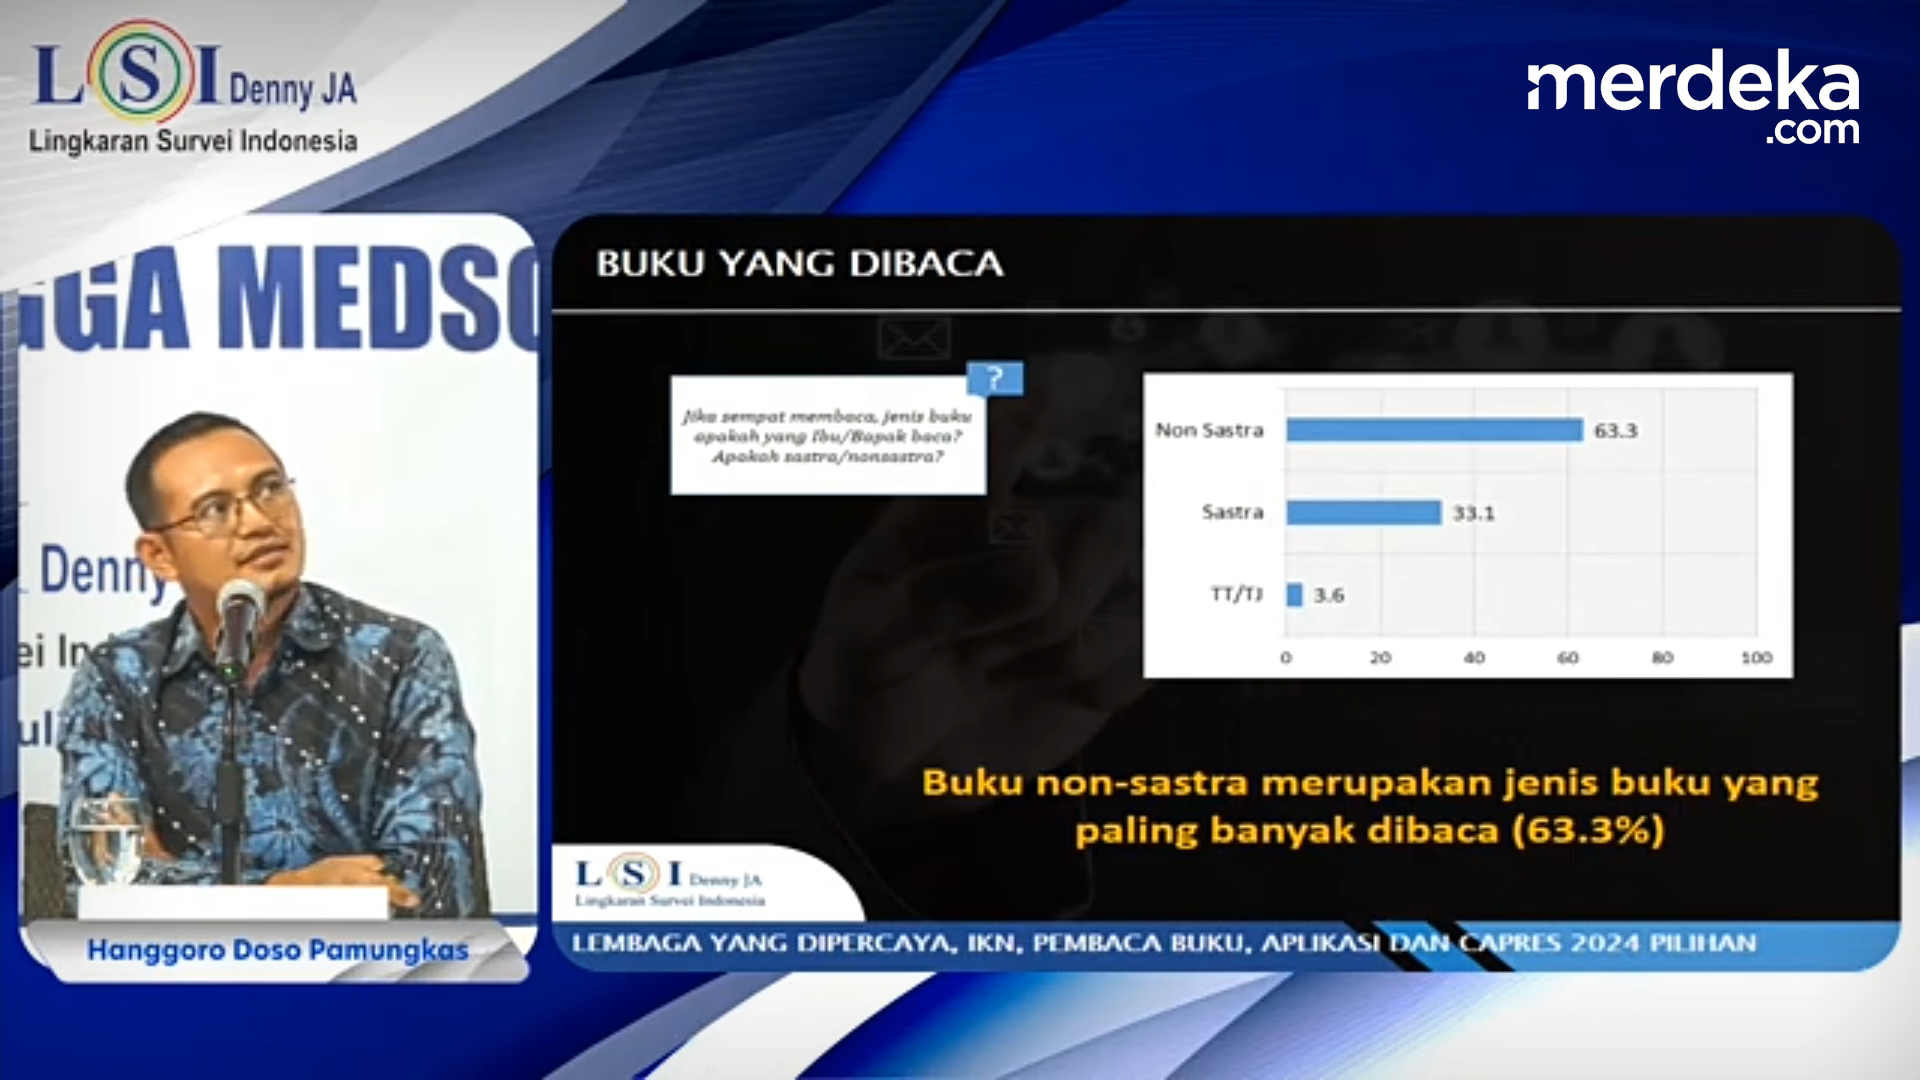 LSI Denny JA
Lingkaran Survei Indonesia
merdeka
.com
GGA MEDSO
Denny
ei In
ul
Hanggoro Doso Pamungkas
BUKU YANG DIBACA
?
Jika sempat membaca, jenis buku
apakah yang Ibu/Bapak baca?
Apakah sastra/nonsastra?
Non Sastra 63.3
Sastra 33.1
TT/TJ 3.6
0 20 40 60 80 100
Buku non-sastra merupakan jenis buku yang
paling banyak dibaca (63.3%)
LSI Denny JA
Lingkaran Survei Indonesia
LEMBAGA YANG DIPERCAYA, IKN, PEMBACA BUKU, APLIKASI DAN CAPRES 2024 PILIHAN